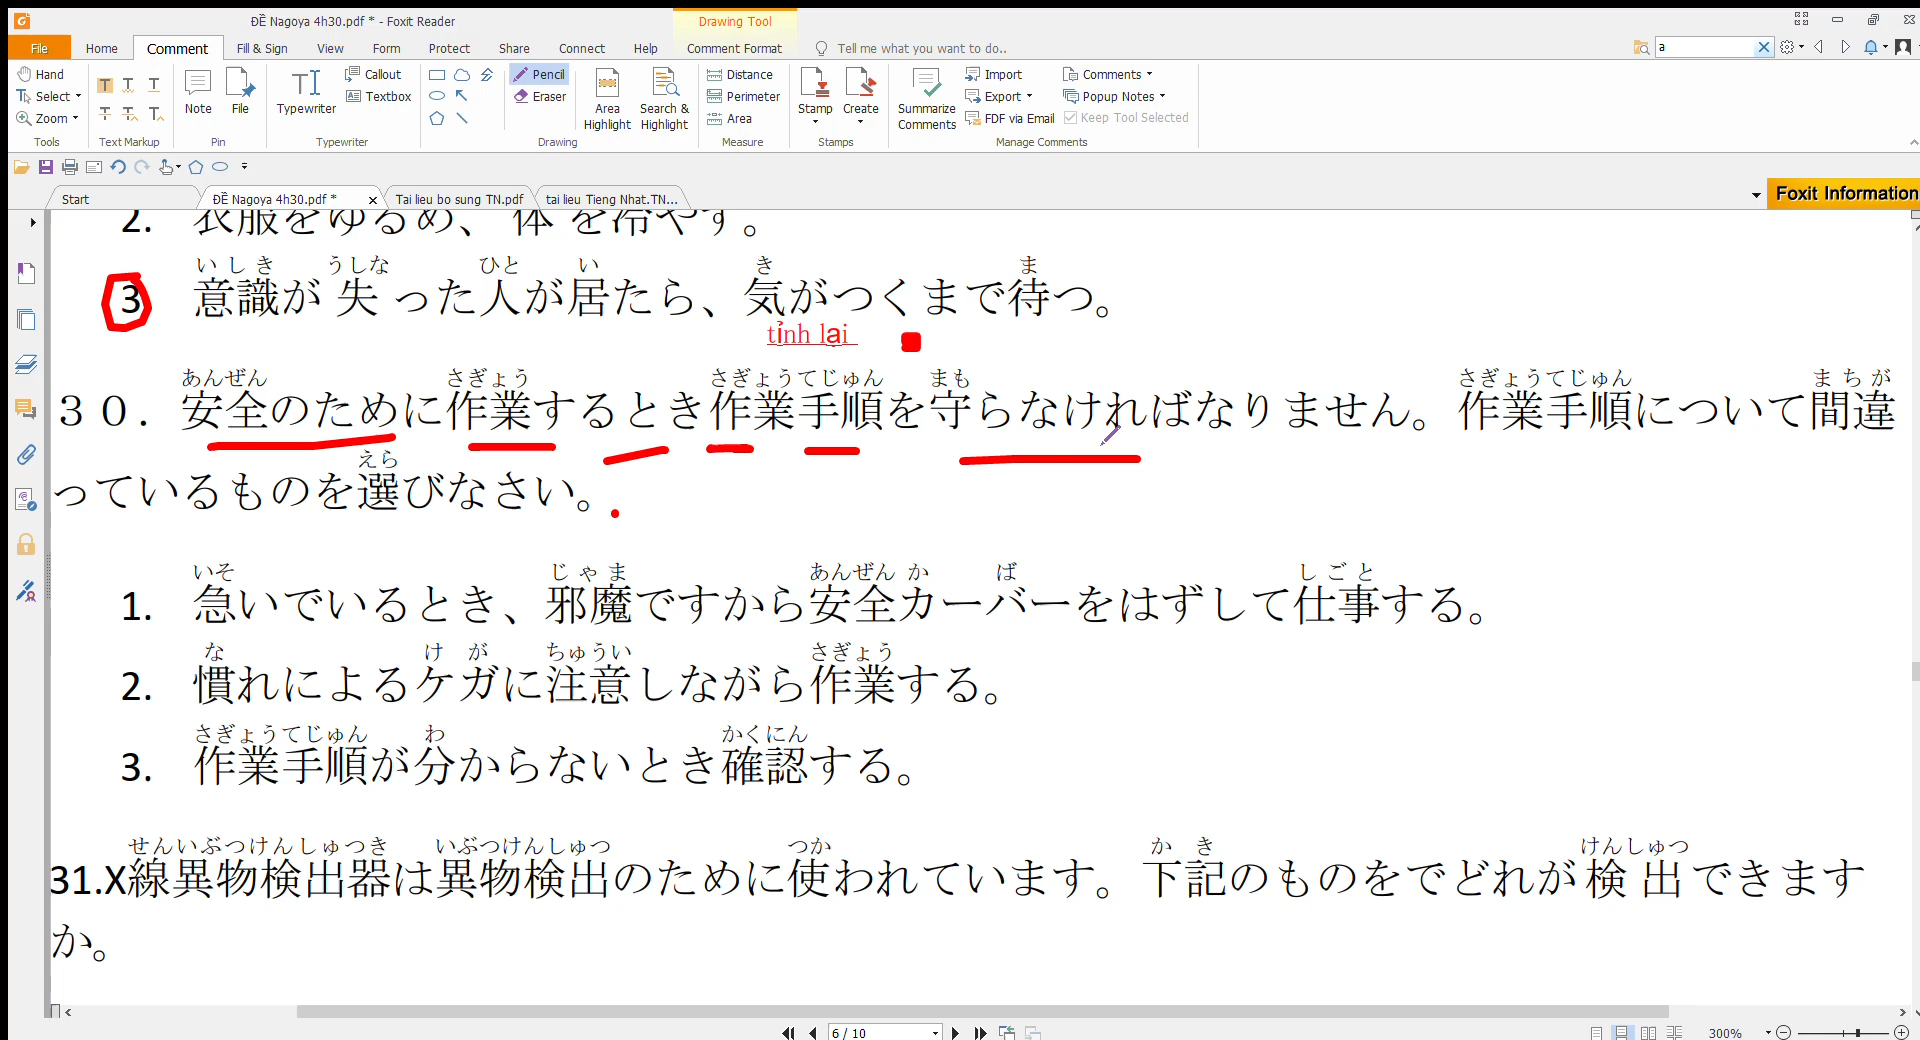 ĐỀ Nagoya 4h30.pdf * - Foxit Reader
Drawing Tool
File Home Comment Fill & Sign View Form Protect Share Connect Help Comment Format Tell me what you want to do.. a
Hand Select Zoom Tools
Text Markup
Note File Pin
Typewriter Callout Textbox Typewriter
Pencil Eraser Area Highlight Search & Highlight Drawing
Distance Perimeter Area Measure
Stamp Create Stamps
Summarize Comments Import Export FDF via Email Comments Popup Notes Keep Tool Selected Manage Comments
Start ĐỀ Nagoya 4h30.pdf * Tai lieu bo sung TN.pdf tai lieu Tieng Nhat.TN... Foxit Information
2. 衣服をゆるめ、体を冷やす。
いしき うしな ひと い き ま
3 意識が失った人が居たら、気がつくまで待つ。
tỉnh lại
あんぜん さぎょう さぎょうてじゅん まも さぎょうてじゅん まちが
30．安全のために作業するとき作業手順を守らなければなりません。作業手順について間違
えら
っているものを選びなさい。
いそ じゃま あんぜん か ば しごと
1. 急いでいるとき、邪魔ですから安全カーバーをはずして仕事する。
な け が ちゅうい さぎょう
2. 慣れによるケガに注意しながら作業する。
さぎょうてじゅん わ かくにん
3. 作業手順が分からないとき確認する。
せんいぶつけんしゅつき いぶつけんしゅつ つか かき けんしゅつ
31.X線異物検出器は異物検出のために使われています。下記のものをでどれが検出できます
か。
6 / 10 300%